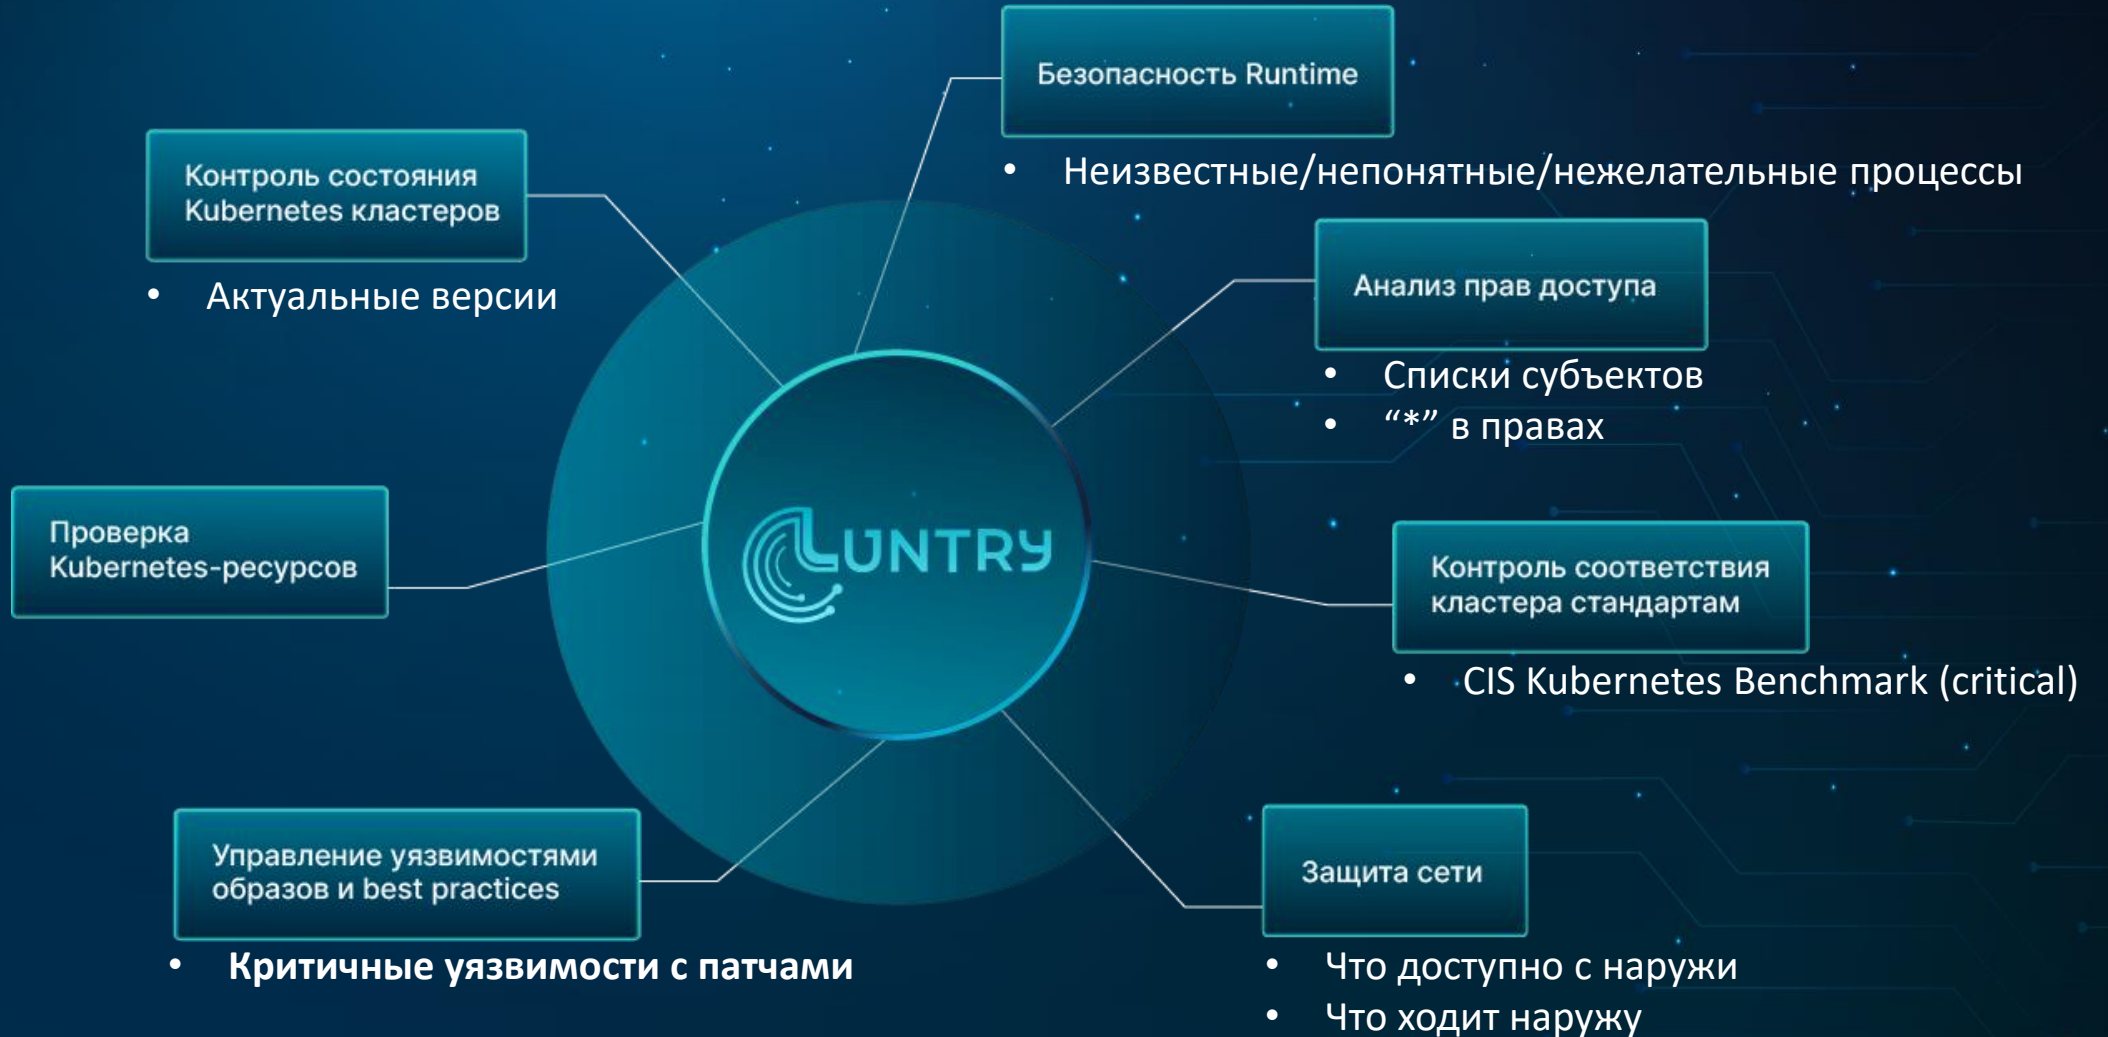 Безопасность Runtime
• Неизвестные/непонятные/нежелательные процессы
Контроль состояния
Kubernetes кластеров
• Актуальные версии
Анализ прав доступа
• Списки субъектов
• “*” в правах
Проверка
Kubernetes-ресурсов
LUNTRY
Контроль соответствия
кластера стандартам
• CIS Kubernetes Benchmark (critical)
Управление уязвимостями
образов и best practices
• Критичные уязвимости с патчами
Защита сети
• Что доступно с наружи
• Что ходит наружу